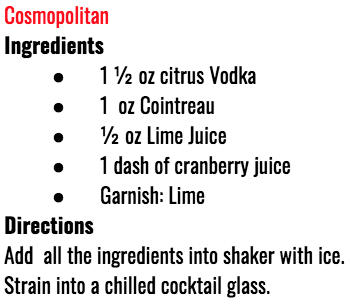 Cosmopolitan
Ingredients
● 1 ½ oz citrus Vodka
● 1  oz Cointreau
● ½ oz Lime Juice
● 1 dash of cranberry juice
● Garnish: Lime
Directions
Add  all the ingredients into shaker with ice.
Strain into a chilled cocktail glass.